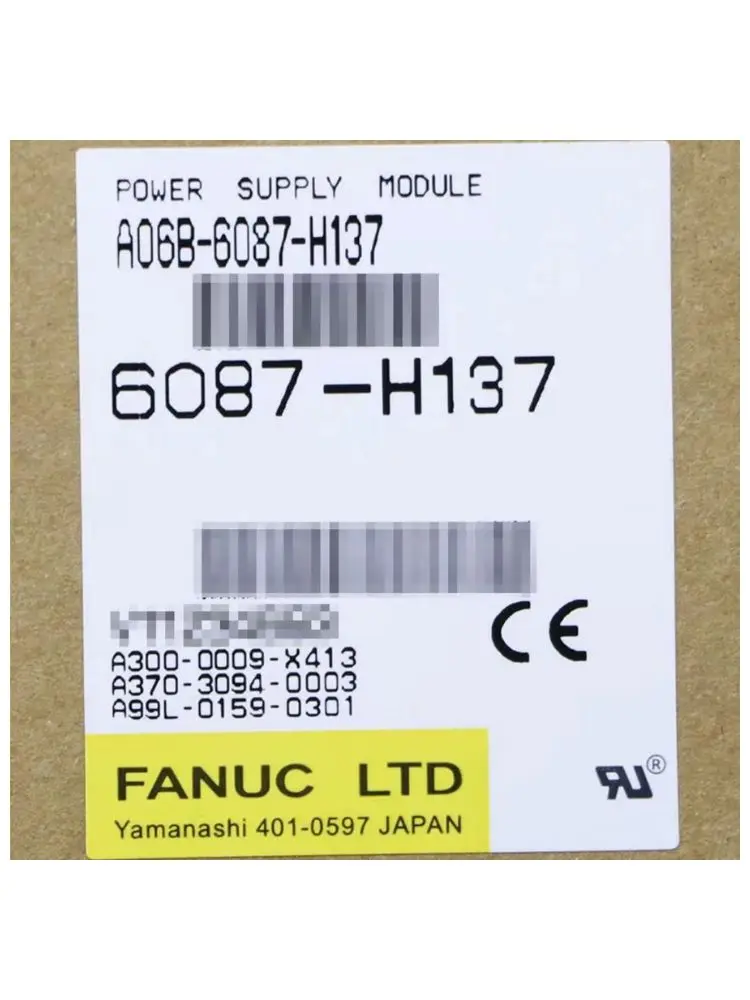 POWER SUPPLY MODULE
A06B-6087-H137
6087-H137
A300-0009-X413
A370-3094-0003
A99L-0159-0301
CE
FANUC LTD
Yamanashi 401-0597 JAPAN
®